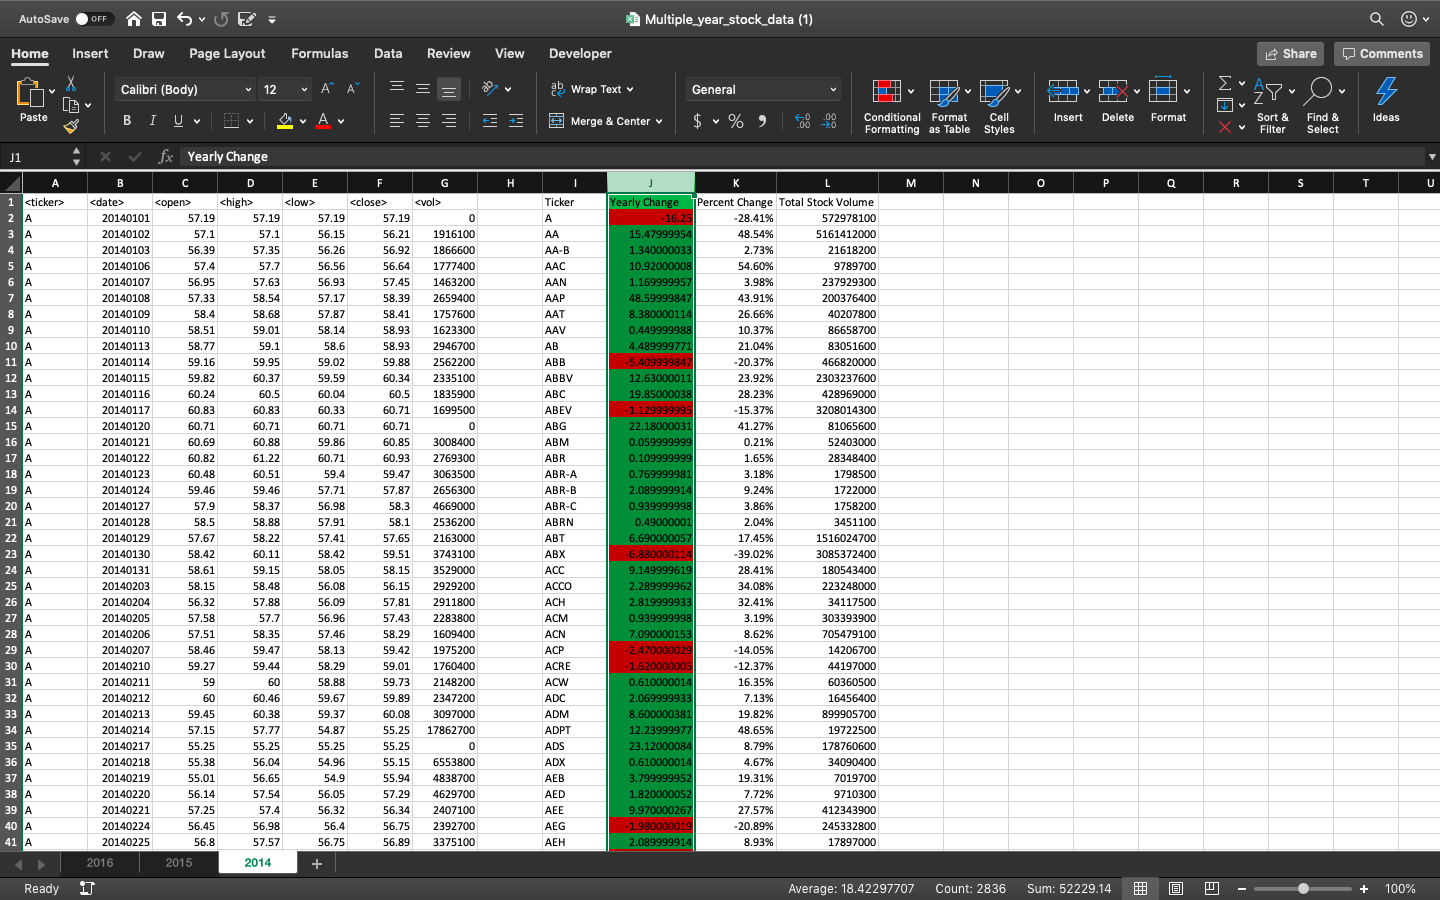 AutoSave OFF Multiple_year_stock_data (1)
Home Insert Draw Page Layout Formulas Data Review View Developer Share Comments
Paste Calibri (Body) 12 A^ A˅ ab Wrap Text General Conditional Formatting Format as Table Cell Styles Insert Delete Format Sort & Filter Find & Select Ideas
B I U A Merge & Center $ % 9 .00 .0
J1 fx Yearly Change
A B C D E F G H I J K L M N O P Q R S T U
1 <ticker> <date> <open> <high> <low> <close> <vol> Ticker Yearly Change Percent Change Total Stock Volume
2 A 20140101 57.19 57.19 57.19 57.19 0 A -16.25 -28.41% 572978100
3 A 20140102 57.1 57.1 56.15 56.21 1916100 AA 15.47999954 48.54% 5161412000
4 A 20140103 56.39 57.35 56.26 56.92 1866600 AA-B 1.340000033 2.73% 21618200
5 A 20140106 57.4 57.7 56.56 56.64 1777400 AAC 10.92000008 54.60% 9789700
6 A 20140107 56.95 57.63 56.93 57.45 1463200 AAN 1.169999957 3.98% 237929300
7 A 20140108 57.33 58.54 57.17 58.39 2659400 AAP 48.59999847 43.91% 200376400
8 A 20140109 58.4 58.68 57.87 58.41 1757600 AAT 8.380000114 26.66% 40207800
9 A 20140110 58.51 59.01 58.14 58.93 1623300 AAV 0.449999988 10.37% 86658700
10 A 20140113 58.77 59.1 58.6 58.93 2946700 AB 4.489999771 21.04% 83051600
11 A 20140114 59.16 59.95 59.02 59.88 2562200 ABB -5.409999847 -20.37% 466820000
12 A 20140115 59.82 60.37 59.59 60.34 2335100 ABBV 12.63000011 23.92% 2303237600
13 A 20140116 60.24 60.5 60.04 60.5 1835900 ABC 19.85000038 28.23% 428969000
14 A 20140117 60.83 60.83 60.33 60.71 1699500 ABEV -1.129999995 -15.37% 3208014300
15 A 20140120 60.71 60.71 60.71 60.71 0 ABG 22.18000031 41.27% 81065600
16 A 20140121 60.69 60.88 59.86 60.85 3008400 ABM 0.059999999 0.21% 52403000
17 A 20140122 60.82 61.22 60.71 60.93 2769300 ABR 0.109999999 1.65% 28348400
18 A 20140123 60.48 60.51 59.4 59.47 3063500 ABR-A 0.769999981 3.18% 1798500
19 A 20140124 59.46 59.46 57.71 57.87 2656300 ABR-B 2.089999914 9.24% 1722000
20 A 20140127 57.9 58.37 56.98 58.3 4669000 ABR-C 0.939999998 3.86% 1758200
21 A 20140128 58.5 58.88 57.91 58.1 2536200 ABRN 0.49000001 2.04% 3451100
22 A 20140129 57.67 58.22 57.41 57.65 2163000 ABT 6.690000057 17.45% 1516024700
23 A 20140130 58.42 60.11 58.42 59.51 3743100 ABX -6.880000114 -39.02% 3085372400
24 A 20140131 58.61 59.15 58.05 58.15 3529000 ACC 9.149999619 28.41% 180543400
25 A 20140203 58.15 58.48 56.08 56.15 2929200 ACCO 2.289999962 34.08% 223248000
26 A 20140204 56.32 57.88 56.09 57.81 2911800 ACH 2.819999933 32.41% 34117500
27 A 20140205 57.58 57.7 56.96 57.43 2283800 ACM 0.939999998 3.19% 303393900
28 A 20140206 57.51 58.35 57.46 58.29 1609400 ACN 7.090000153 8.62% 705479100
29 A 20140207 58.46 59.47 58.13 59.42 1975200 ACP -2.470000029 -14.05% 14206700
30 A 20140210 59.27 59.44 58.29 59.01 1760400 ACRE -1.620000005 -12.37% 44197000
31 A 20140211 59 60 58.88 59.73 2148200 ACW 0.610000014 16.35% 60360500
32 A 20140212 60 60.46 59.67 59.89 2347200 ADC 2.069999933 7.13% 16456400
33 A 20140213 59.45 60.38 59.37 60.08 3097000 ADM 8.600000381 19.82% 899905700
34 A 20140214 57.15 57.77 54.87 55.25 17862700 ADPT 12.23999977 48.65% 19722500
35 A 20140217 55.25 55.25 55.25 55.25 0 ADS 23.12000084 8.79% 178760600
36 A 20140218 55.38 56.04 54.96 55.15 6553800 ADX 0.610000014 4.67% 34090400
37 A 20140219 55.01 56.65 54.9 55.94 4838700 AEB 3.799999952 19.31% 7019700
38 A 20140220 56.14 57.54 56.05 57.29 4629700 AED 1.820000052 7.72% 9710300
39 A 20140221 57.25 57.4 56.32 56.34 2407100 AEE 9.970000267 27.57% 412343900
40 A 20140224 56.45 56.98 56.4 56.75 2392700 AEG -1.980000019 -20.89% 245332800
41 A 20140225 56.8 57.57 56.75 56.89 3375100 AEH 2.089999914 8.93% 17897000
2016 2015 2014 +
Ready Average: 18.42297707 Count: 2836 Sum: 52229.14 100%